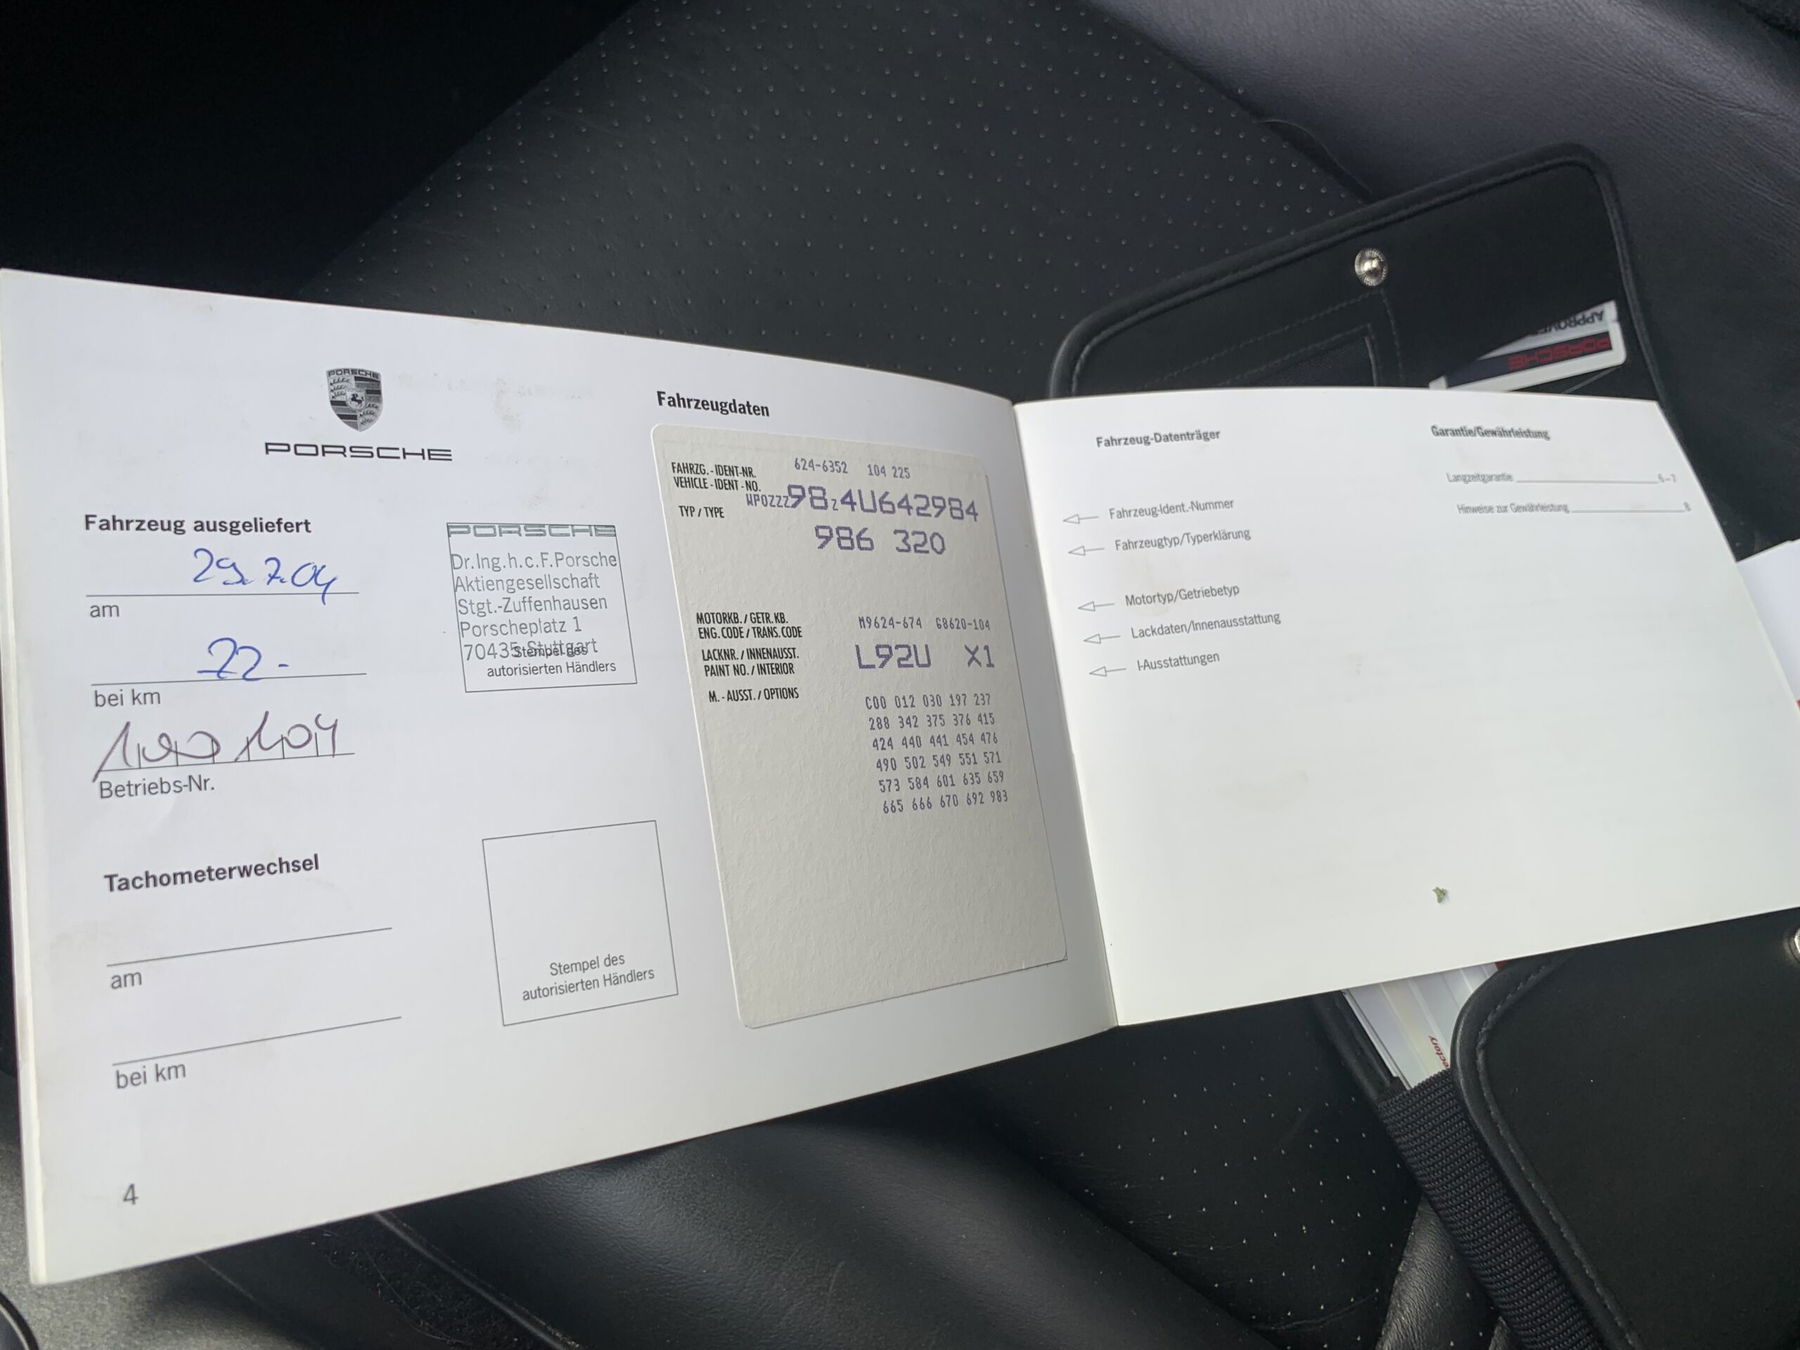 PORSCHE
PORSCHE
Fahrzeug ausgeliefert
29.7.04
am
22.-
bei km
Betriebs-Nr.
PORSCHE
Dr.Ing.h.c.F.Porsche
Aktiengesellschaft
Stgt.-Zuffenhausen
Porscheplatz 1
70435 Stuttgart
Stempel des
autorisierten Händlers
Tachometerwechsel
am
bei km
Stempel des
autorisierten Händlers
4
Fahrzeugdaten
FAHRZG.-IDENT-NR. 624-6352 104 225
VEHICLE-IDENT-NO. WP0ZZZ98Z4U642984
TYP/TYPE 986 320
MOTORKB./GETR.KB. M9624-674 G8620-104
ENG.CODE/TRANS.CODE
LACKNR./INNENAUSST. L92U X1
PAINT NO./INTERIOR
M.-AUSST./OPTIONS C00 012 030 197 237
288 342 375 376 415
424 440 441 454 476
490 502 549 551 571
573 584 601 635 659
665 666 670 692 983
Fahrzeug-Datenträger
Fahrzeug-Ident.-Nummer
Fahrzeugtyp/Typerklärung
Motortyp/Getriebetyp
Lackdaten/Innenausstattung
I-Ausstattungen
Garantie/Gewährleistung
Langzeitgarantie 6-7
Hinweise zur Gewährleistung 8
PORSCHE